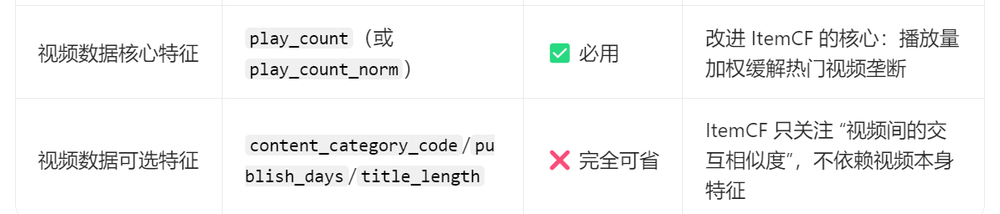 视频数据核心特征
play_count（或
play_count_norm）
✅ 必用
改进 ItemCF 的核心：播放量
加权缓解热门视频垄断
视频数据可选特征
content_category_code/pu
blish_days/title_length
❌ 完全可省
ItemCF 只关注 “视频间的交
互相似度”，不依赖视频本身
特征